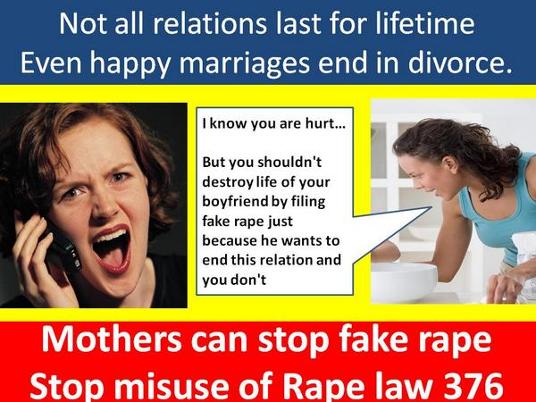 Not all relations last for lifetime
Even happy marriages end in divorce.
I know you are hurt...
But you shouldn't
destroy life of your
boyfriend by filing
fake rape just
because he wants to
end this relation and
you don't
Mothers can stop fake rape
Stop misuse of Rape law 376